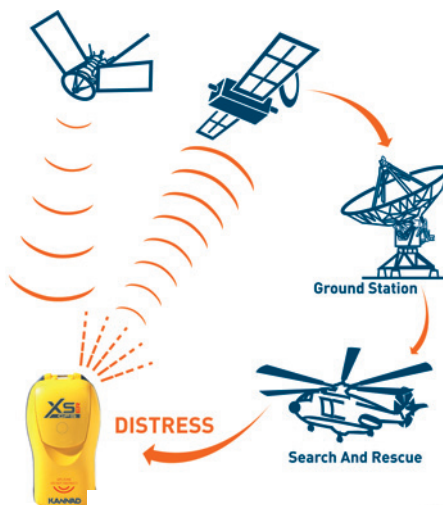 Ground Station
XS
DISTRESS
Search And Rescue
KANNAD